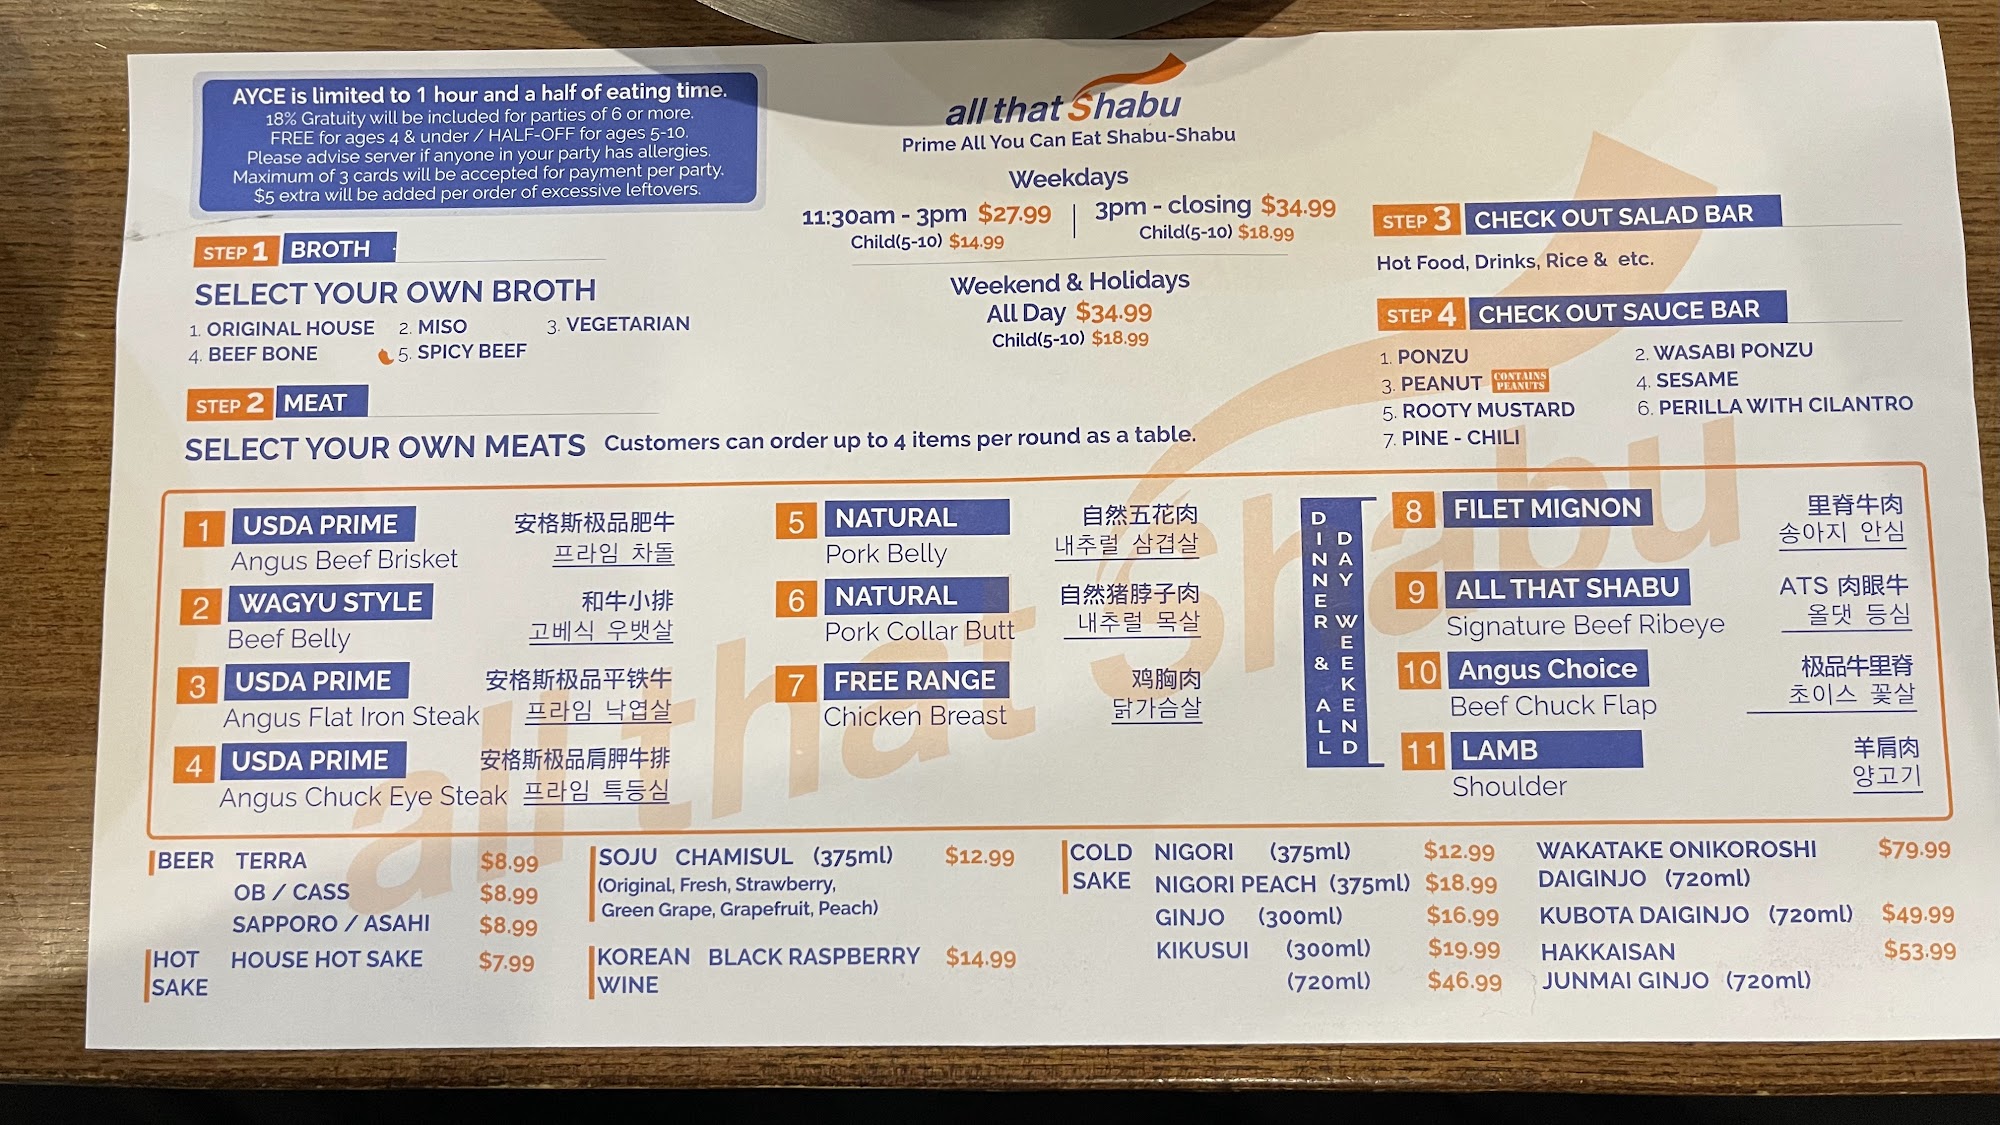 AYCE is limited to 1 hour and a half of eating time.
18% Gratuity will be included for parties of 6 or more.
FREE for ages 4 & under / HALF-OFF for ages 5-10.
Please advise server if anyone in your party has allergies.
Maximum of 3 cards will be accepted for payment per party.
$5 extra will be added per order of excessive leftovers.
all that Shabu
Prime All You Can Eat Shabu-Shabu
Weekdays
11:30am - 3pm $27.99
Child(5-10) $14.99
3pm - closing $34.99
Child(5-10) $18.99
Weekend & Holidays
All Day $34.99
Child(5-10) $18.99
STEP 1 BROTH
SELECT YOUR OWN BROTH
1. ORIGINAL HOUSE 2. MISO 3. VEGETARIAN
4. BEEF BONE 5. SPICY BEEF
STEP 2 MEAT
SELECT YOUR OWN MEATS Customers can order up to 4 items per round as a table.
STEP 3 CHECK OUT SALAD BAR
Hot Food, Drinks, Rice & etc.
STEP 4 CHECK OUT SAUCE BAR
1. PONZU 2. WASABI PONZU
3. PEANUT CONTAINS PEANUTS 4. SESAME
5. ROOTY MUSTARD 6. PERILLA WITH CILANTRO
7. PINE - CHILI
1 USDA PRIME 安格斯极品肥牛
Angus Beef Brisket 프라임 차돌
2 WAGYU STYLE 和牛小排
Beef Belly 고베식 우뱃살
3 USDA PRIME 安格斯极品平铁牛
Angus Flat Iron Steak 프라임 낙엽살
4 USDA PRIME 安格斯极品肩胛牛排
Angus Chuck Eye Steak 프라임 특등심
5 NATURAL 自然五花肉
Pork Belly 내추럴 삼겹살
6 NATURAL 自然猪脖子肉
Pork Collar Butt 내추럴 목살
7 FREE RANGE 鸡胸肉
Chicken Breast 닭가슴살
DINNER & ALL
DAY WEEKEND
8 FILET MIGNON 里脊牛肉
송아지 안심
9 ALL THAT SHABU ATS 肉眼牛
Signature Beef Ribeye 올댓 등심
10 Angus Choice 极品牛里脊
Beef Chuck Flap 초이스 꽃살
11 LAMB 羊肩肉
Shoulder 양고기
all that Shabu
BEER TERRA $8.99
OB / CASS $8.99
SAPPORO / ASAHI $8.99
HOT SAKE HOUSE HOT SAKE $7.99
SOJU CHAMISUL (375ml) $12.99
(Original, Fresh, Strawberry,
Green Grape, Grapefruit, Peach)
KOREAN WINE BLACK RASPBERRY $14.99
COLD SAKE NIGORI (375ml) $12.99
NIGORI PEACH (375ml) $18.99
GINJO (300ml) $16.99
KIKUSUI (300ml) $19.99
(720ml) $46.99
WAKATAKE ONIKOROSHI $79.99
DAIGINJO (720ml)
KUBOTA DAIGINJO (720ml) $49.99
HAKKAISAN $53.99
JUNMAI GINJO (720ml)